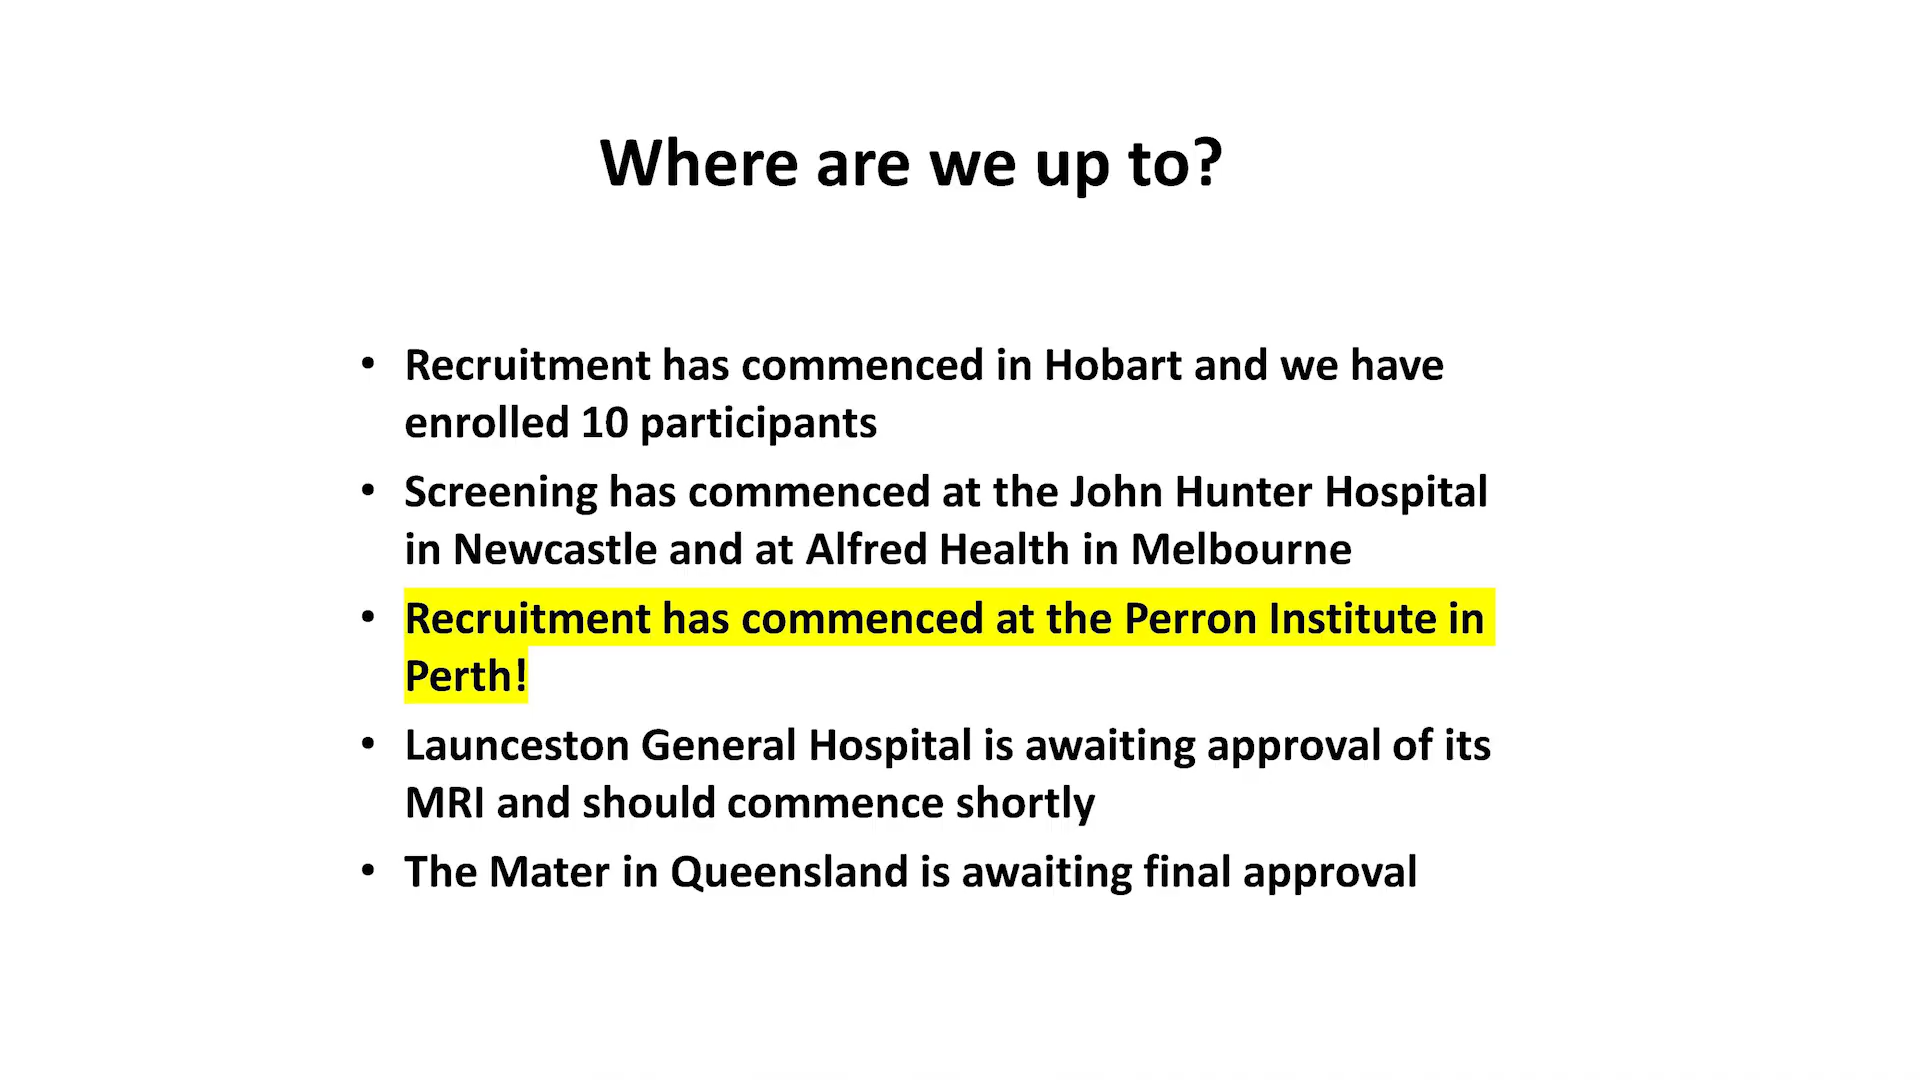 Where are we up to?
• Recruitment has commenced in Hobart and we have
enrolled 10 participants
• Screening has commenced at the John Hunter Hospital
in Newcastle and at Alfred Health in Melbourne
• Recruitment has commenced at the Perron Institute in
Perth!
• Launceston General Hospital is awaiting approval of its
MRI and should commence shortly
• The Mater in Queensland is awaiting final approval